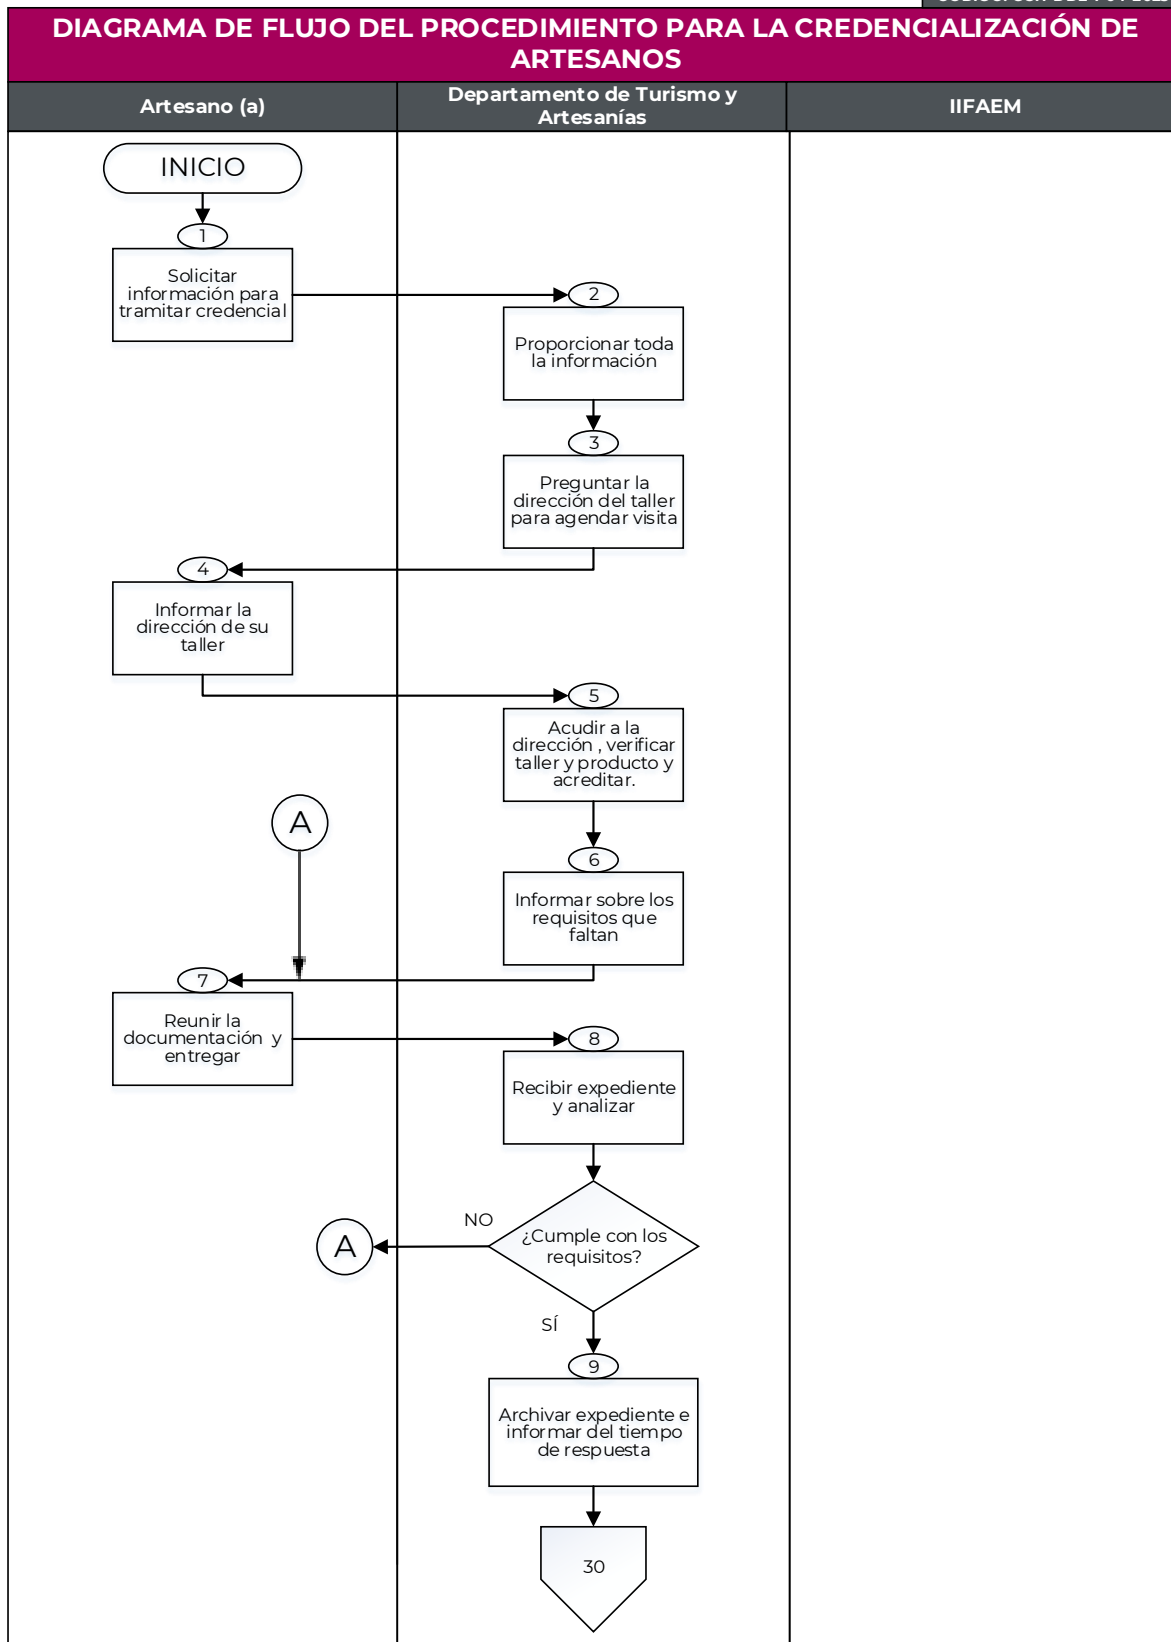 DIAGRAMA DE FLUJO DEL PROCEDIMIENTO PARA LA CREDENCIALIZACIÓN DE
ARTESANOS
Artesano (a)
Departamento de Turismo y
Artesanías
IIFAEM
INICIO
1
Solicitar
información para
tramitar credencial
2
Proporcionar toda
la información
3
Preguntar la
dirección del taller
para agendar visita
4
Informar la
dirección de su
taller
5
Acudir a la
dirección , verificar
taller y producto y
acreditar.
A
6
Informar sobre los
requisitos que
faltan
7
Reunir la
documentación y
entregar
8
Recibir expediente
y analizar
NO
¿Cumple con los
requisitos?
A
SÍ
9
Archivar expediente e
informar del tiempo
de respuesta
30